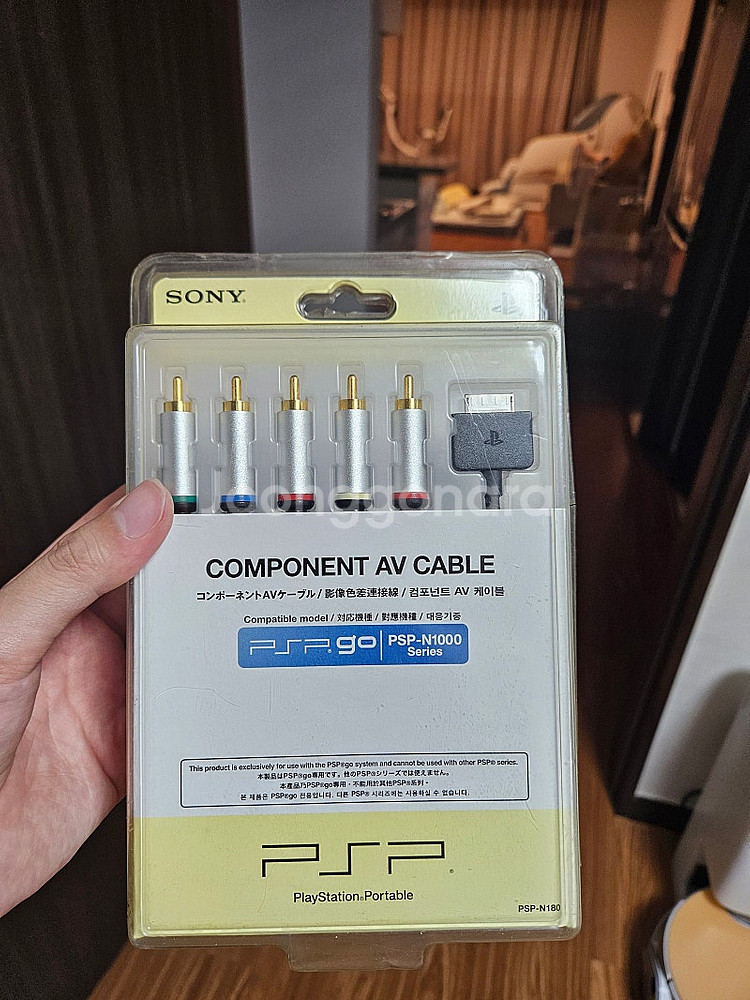 SONY®
Joonggonara
COMPONENT AV CABLE
コンポーネントAVケーブル / 影像色差連接線 / 컴포넌트 AV 케이블
Compatible model / 対応機種 / 對應機種 / 대응기종
PSP® go PSP-N1000
Series
This product is exclusively for use with the PSP®go system and cannot be used with other PSP® series.
本製品はPSP®go専用です。他のPSP®シリーズでは使えません。
本產品乃PSP®go專用，不能用於其他PSP®系列。
본 제품은 PSP®go 전용입니다. 다른 PSP® 시리즈에는 사용하실 수 없습니다.
PSP®
PlayStation®Portable
PSP-N180